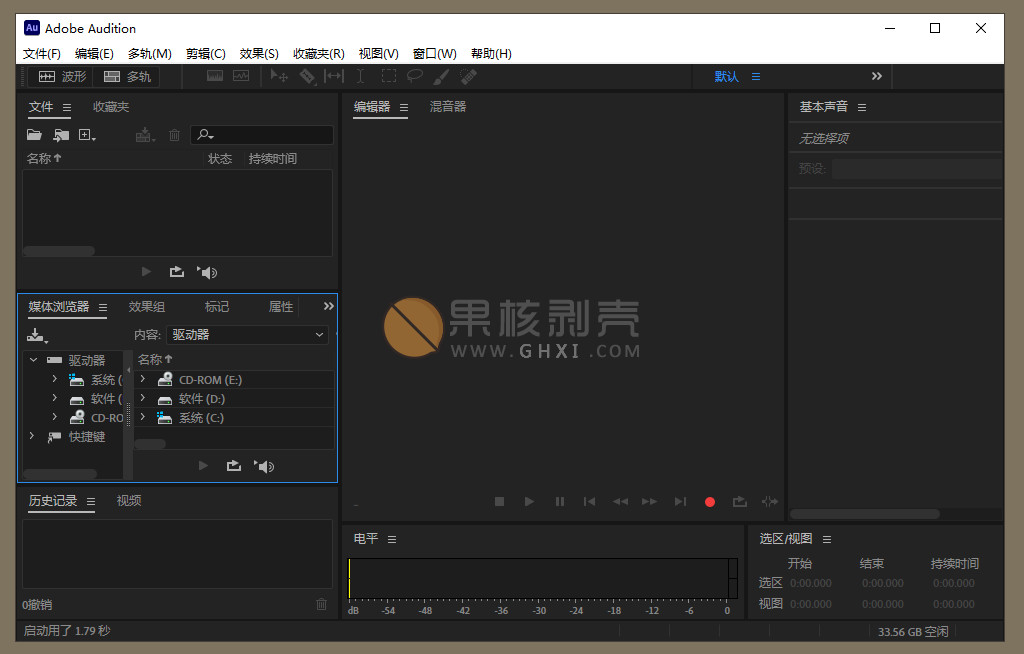 Au Adobe Audition
文件(F) 编辑(E) 多轨(M) 剪辑(C) 效果(S) 收藏夹(R) 视图(V) 窗口(W) 帮助(H)
波形 多轨 默认
文件 收藏夹
名称 状态 持续时间
编辑器 混音器
基本声音
无选择项
预设:
媒体浏览器 效果组 标记 属性
内容: 驱动器
驱动器
系统 (
软件 (
CD-RO
快捷键
名称
CD-ROM (E:)
软件 (D:)
系统 (C:)
果核剥壳
WWW.GHXI.COM
历史记录 视频
0撤销
电平
dB -54 -48 -42 -36 -30 -24 -18 -12 -6 0
选区/视图
开始 结束 持续时间
选区 0:00.000 0:00.000 0:00.000
视图 0:00.000 0:00.000 0:00.000
启动用了 1.79 秒
33.56 GB 空闲